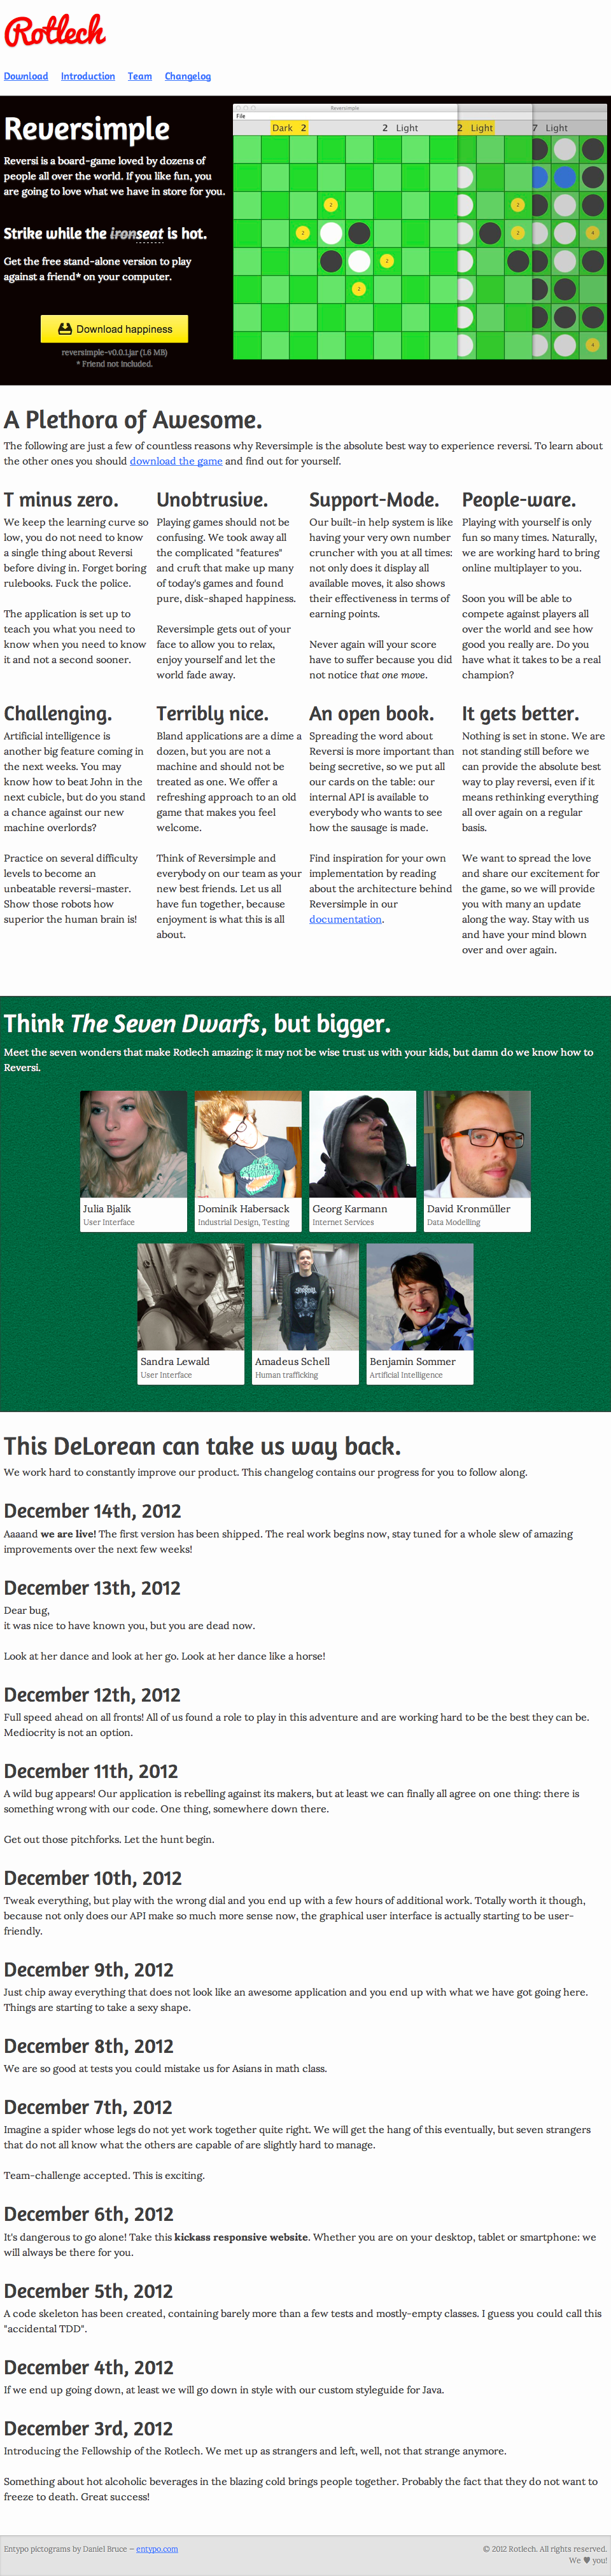 Rotlech
Download Introduction Team Changelog
Reversimple
Reversi is a board-game loved by dozens of
people all over the world. If you like fun, you
are going to love what we have in store for you.
Strike while the ironseat is hot.
Get the free stand-alone version to play
against a friend* on your computer.
Download happiness
reversimple-v0.0.1.jar (1.6 MB)
* Friend not included.
Reversimple
File
Dark 2 2 Light 2 Light 7 Light
2 2
2 2 4
2
2
4
A Plethora of Awesome.
The following are just a few of countless reasons why Reversimple is the absolute best way to experience reversi. To learn about
the other ones you should download the game and find out for yourself.
T minus zero.
We keep the learning curve so
low, you do not need to know
a single thing about Reversi
before diving in. Forget boring
rulebooks. Fuck the police.
The application is set up to
teach you what you need to
know when you need to know
it and not a second sooner.
Unobtrusive.
Playing games should not be
confusing. We took away all
the complicated "features"
and cruft that make up many
of today's games and found
pure, disk-shaped happiness.
Reversimple gets out of your
face to allow you to relax,
enjoy yourself and let the
world fade away.
Support-Mode.
Our built-in help system is like
having your very own number
cruncher with you at all times:
not only does it display all
available moves, it also shows
their effectiveness in terms of
earning points.
Never again will your score
have to suffer because you did
not notice that one move.
People-ware.
Playing with yourself is only
fun so many times. Naturally,
we are working hard to bring
online multiplayer to you.
Soon you will be able to
compete against players all
over the world and see how
good you really are. Do you
have what it takes to be a real
champion?
Challenging.
Artificial intelligence is
another big feature coming in
the next weeks. You may
know how to beat John in the
next cubicle, but do you stand
a chance against our new
machine overlords?
Practice on several difficulty
levels to become an
unbeatable reversi-master.
Show those robots how
superior the human brain is!
Terribly nice.
Bland applications are a dime a
dozen, but you are not a
machine and should not be
treated as one. We offer a
refreshing approach to an old
game that makes you feel
welcome.
Think of Reversimple and
everybody on our team as your
new best friends. Let us all
have fun together, because
enjoyment is what this is all
about.
An open book.
Spreading the word about
Reversi is more important than
being secretive, so we put all
our cards on the table: our
internal API is available to
everybody who wants to see
how the sausage is made.
Find inspiration for your own
implementation by reading
about the architecture behind
Reversimple in our
documentation.
It gets better.
Nothing is set in stone. We are
not standing still before we
can provide the absolute best
way to play reversi, even if it
means rethinking everything
all over again on a regular
basis.
We want to spread the love
and share our excitement for
the game, so we will provide
you with many an update
along the way. Stay with us
and have your mind blown
over and over again.
Think The Seven Dwarfs, but bigger.
Meet the seven wonders that make Rotlech amazing: it may not be wise trust us with your kids, but damn do we know how to
Reversi.
Julia Bjalik
User Interface
Dominik Habersack
Industrial Design, Testing
Georg Karmann
Internet Services
David Kronmüller
Data Modelling
Sandra Lewald
User Interface
Amadeus Schell
Human trafficking
Benjamin Sommer
Artificial Intelligence
This DeLorean can take us way back.
We work hard to constantly improve our product. This changelog contains our progress for you to follow along.
December 14th, 2012
Aaaand we are live! The first version has been shipped. The real work begins now, stay tuned for a whole slew of amazing
improvements over the next few weeks!
December 13th, 2012
Dear bug,
it was nice to have known you, but you are dead now.
Look at her dance and look at her go. Look at her dance like a horse!
December 12th, 2012
Full speed ahead on all fronts! All of us found a role to play in this adventure and are working hard to be the best they can be.
Mediocrity is not an option.
December 11th, 2012
A wild bug appears! Our application is rebelling against its makers, but at least we can finally all agree on one thing: there is
something wrong with our code. One thing, somewhere down there.
Get out those pitchforks. Let the hunt begin.
December 10th, 2012
Tweak everything, but play with the wrong dial and you end up with a few hours of additional work. Totally worth it though,
because not only does our API make so much more sense now, the graphical user interface is actually starting to be user-
friendly.
December 9th, 2012
Just chip away everything that does not look like an awesome application and you end up with what we have got going here.
Things are starting to take a sexy shape.
December 8th, 2012
We are so good at tests you could mistake us for Asians in math class.
December 7th, 2012
Imagine a spider whose legs do not yet work together quite right. We will get the hang of this eventually, but seven strangers
that do not all know what the others are capable of are slightly hard to manage.
Team-challenge accepted. This is exciting.
December 6th, 2012
It's dangerous to go alone! Take this kickass responsive website. Whether you are on your desktop, tablet or smartphone: we
will always be there for you.
December 5th, 2012
A code skeleton has been created, containing barely more than a few tests and mostly-empty classes. I guess you could call this
"accidental TDD".
December 4th, 2012
If we end up going down, at least we will go down in style with our custom styleguide for Java.
December 3rd, 2012
Introducing the Fellowship of the Rotlech. We met up as strangers and left, well, not that strange anymore.
Something about hot alcoholic beverages in the blazing cold brings people together. Probably the fact that they do not want to
freeze to death. Great success!
Entypo pictograms by Daniel Bruce — entypo.com
© 2012 Rotlech. All rights reserved.
We ♥ you!